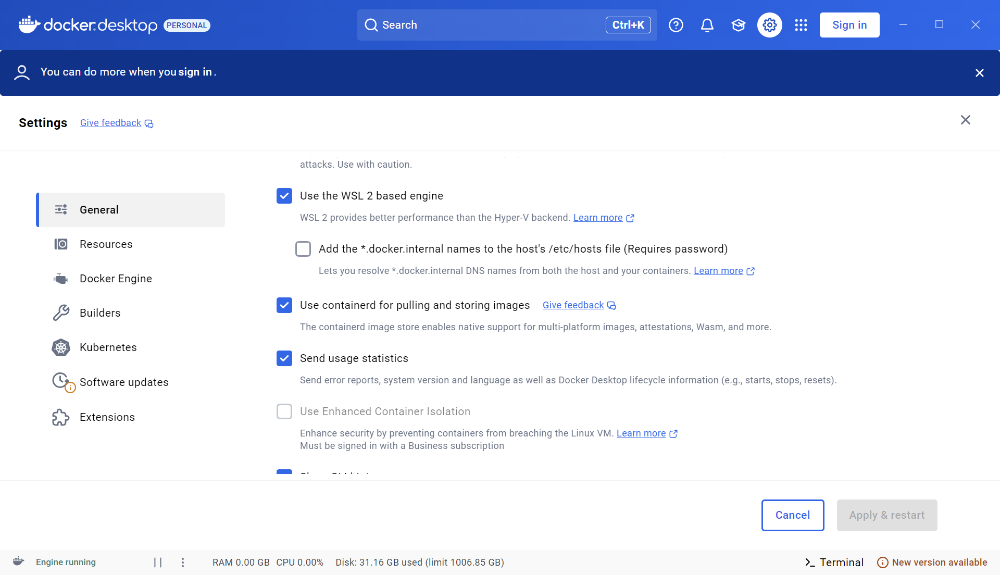 docker desktop PERSONAL
Search
Ctrl+K
Sign in
You can do more when you sign in.
Settings
Give feedback
attacks. Use with caution.
General
Resources
Docker Engine
Builders
Kubernetes
Software updates
Extensions
Use the WSL 2 based engine
WSL 2 provides better performance than the Hyper-V backend. Learn more
Add the *.docker.internal names to the host's /etc/hosts file (Requires password)
Lets you resolve *.docker.internal DNS names from both the host and your containers. Learn more
Use containerd for pulling and storing images Give feedback
The containerd image store enables native support for multi-platform images, attestations, Wasm, and more.
Send usage statistics
Send error reports, system version and language as well as Docker Desktop lifecycle information (e.g., starts, stops, resets).
Use Enhanced Container Isolation
Enhance security by preventing containers from breaching the Linux VM. Learn more
Must be signed in with a Business subscription
Cancel
Apply & restart
Engine running
RAM 0.00 GB CPU 0.00% Disk: 31.16 GB used (limit 1006.85 GB)
Terminal
New version available